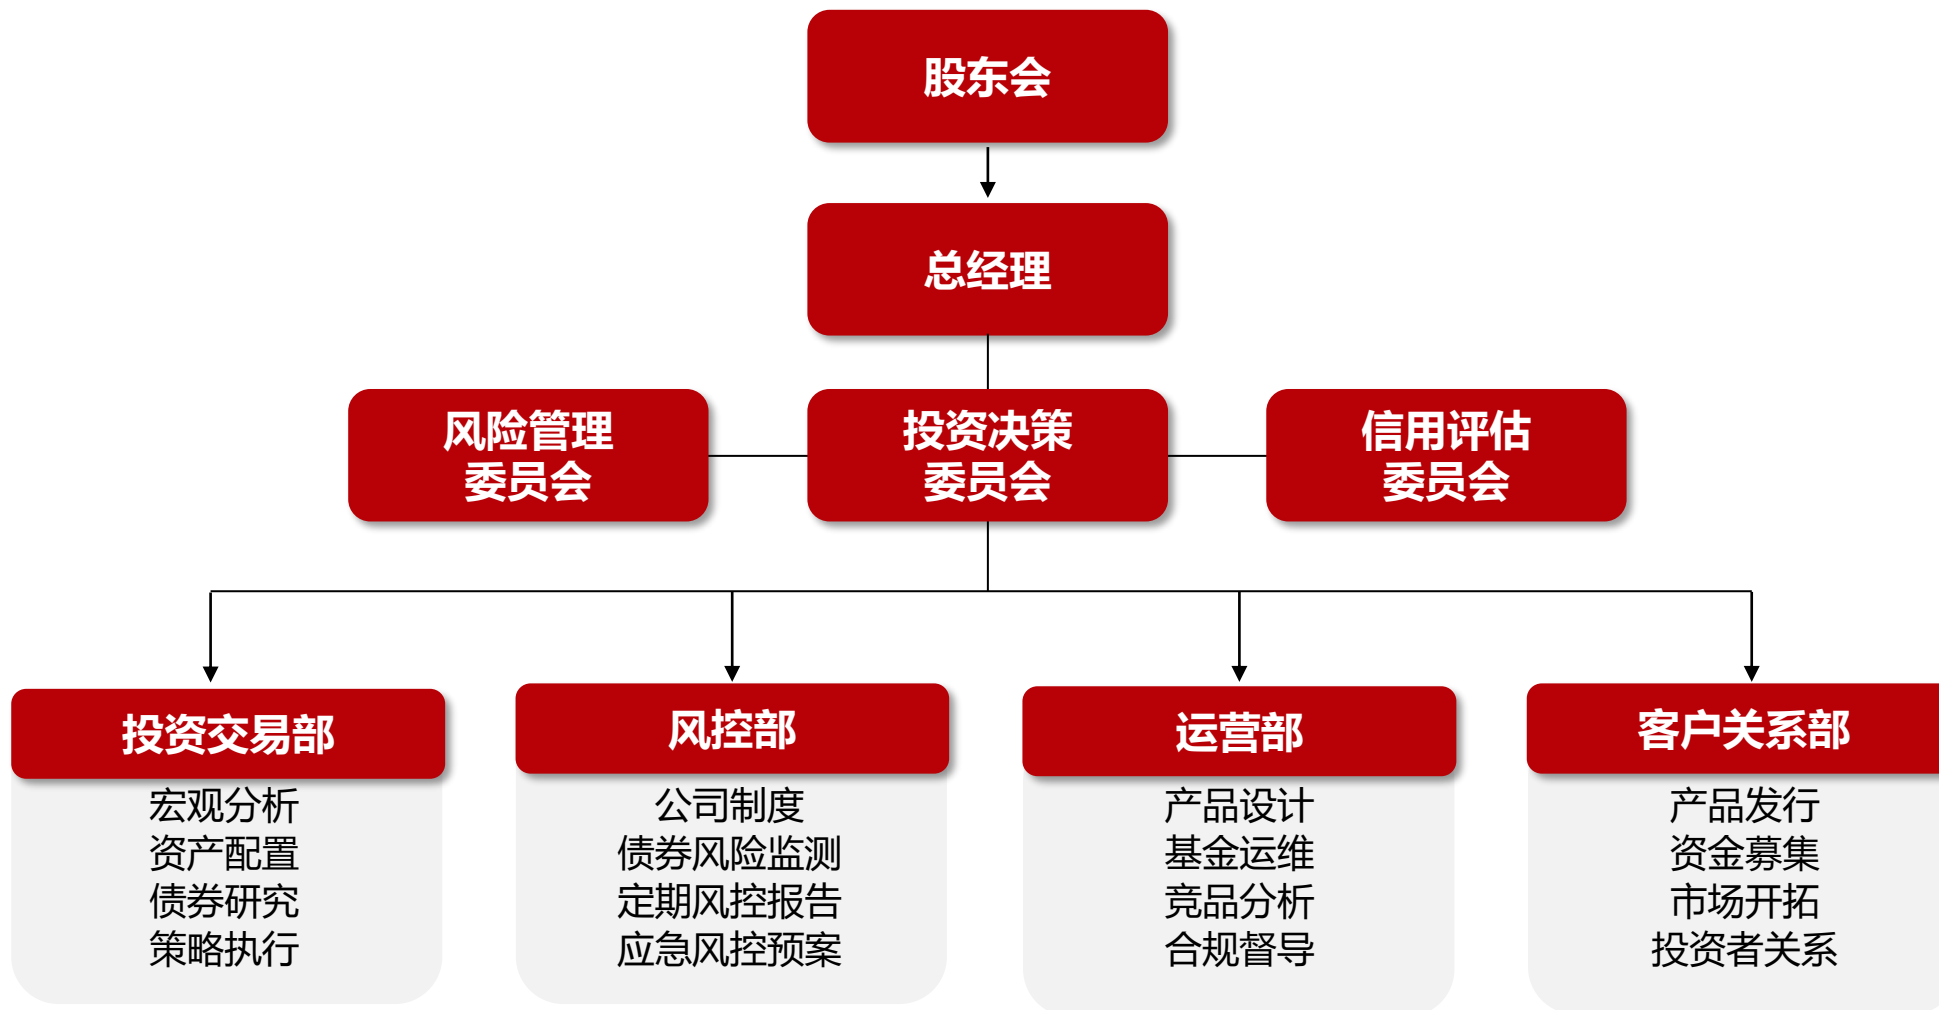 股东会
总经理
风险管理
委员会
投资决策
委员会
信用评估
委员会
投资交易部
宏观分析
资产配置
债券研究
策略执行
风控部
公司制度
债券风险监测
定期风控报告
应急风控预案
运营部
产品设计
基金运维
竞品分析
合规督导
客户关系部
产品发行
资金募集
市场开拓
投资者关系